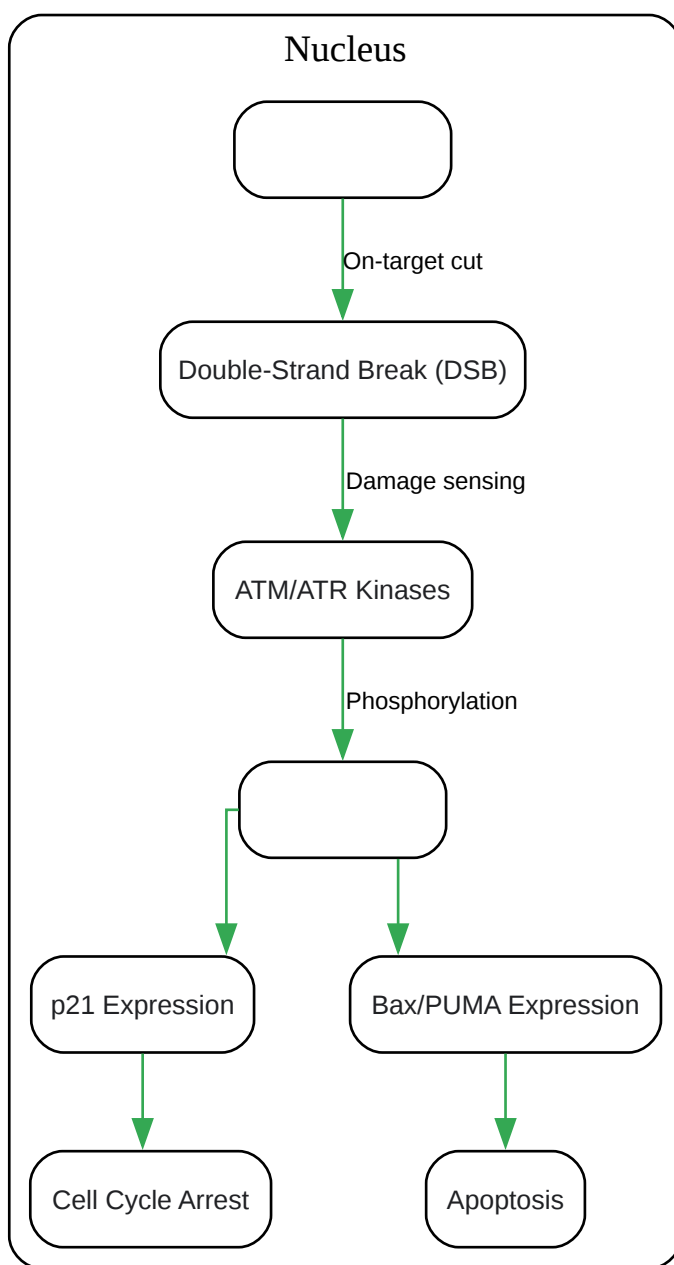 Nucleus
On-target cut
Double-Strand Break (DSB)
Damage sensing
ATM/ATR Kinases
Phosphorylation
p21 Expression
Bax/PUMA Expression
Cell Cycle Arrest
Apoptosis